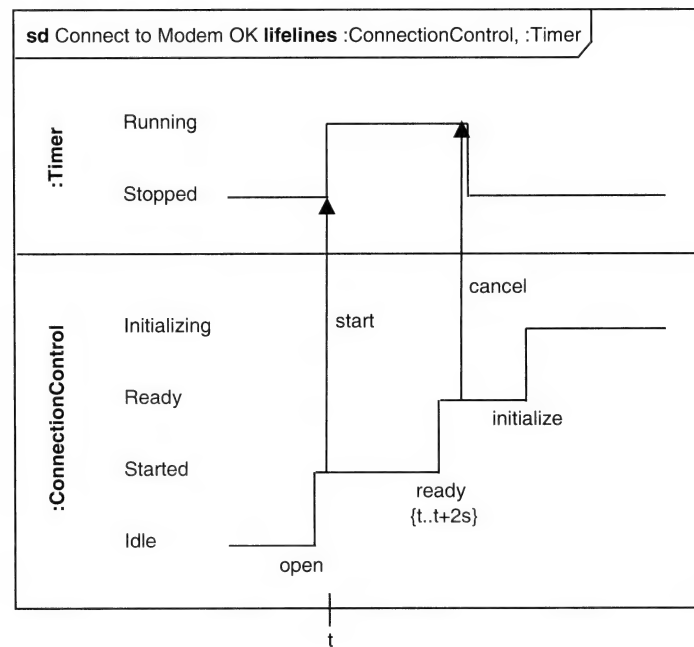 sd Connect to Modem OK lifelines :ConnectionControl, :Timer
:Timer
Running
Stopped
:ConnectionControl
Initializing
Ready
Started
Idle
start
cancel
initialize
ready
{t..t+2s}
open
t